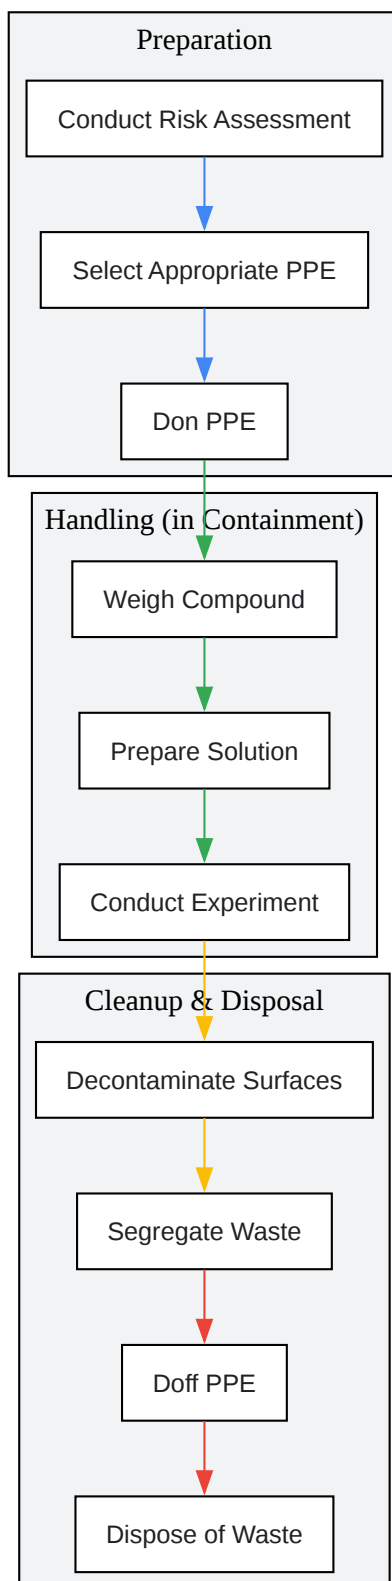 Preparation
Conduct Risk Assessment
Select Appropriate PPE
Don PPE
Handling (in Containment)
Weigh Compound
Prepare Solution
Conduct Experiment
Cleanup & Disposal
Decontaminate Surfaces
Segregate Waste
Doff PPE
Dispose of Waste